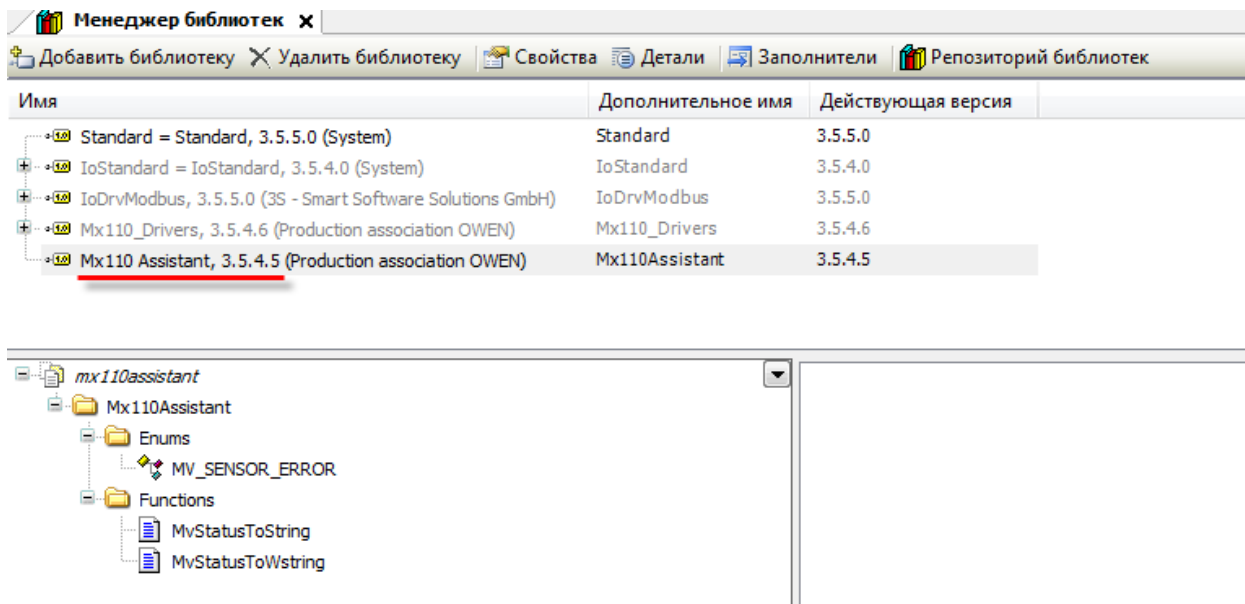 Менеджер библиотек x
Добавить библиотеку Удалить библиотеку Свойства Детали Заполнители Репозиторий библиотек
Имя Дополнительное имя Действующая версия
Standard = Standard, 3.5.5.0 (System) Standard 3.5.5.0
IoStandard = IoStandard, 3.5.4.0 (System) IoStandard 3.5.4.0
IoDrvModbus, 3.5.5.0 (3S - Smart Software Solutions GmbH) IoDrvModbus 3.5.5.0
Mx110_Drivers, 3.5.4.6 (Production association OWEN) Mx110_Drivers 3.5.4.6
Mx110 Assistant, 3.5.4.5 (Production association OWEN) Mx110Assistant 3.5.4.5
mx110assistant
Mx110Assistant
Enums
MV_SENSOR_ERROR
Functions
MvStatusToString
MvStatusToWstring